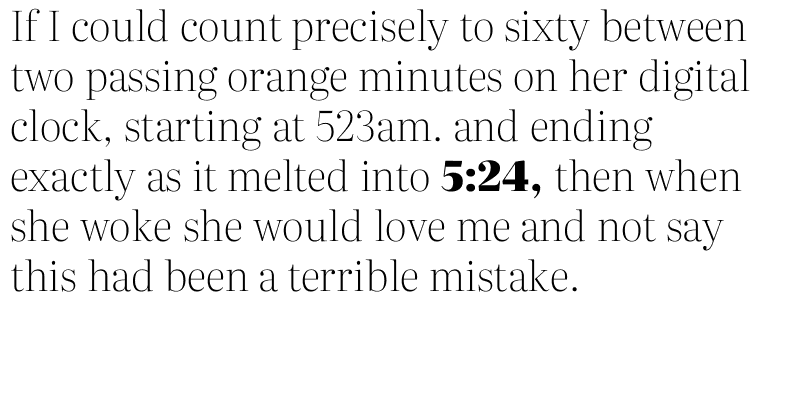 If I could count precisely to sixty between
two passing orange minutes on her digital
clock, starting at 523am. and ending
exactly as it melted into 5:24, then when
she woke she would love me and not say
this had been a terrible mistake.